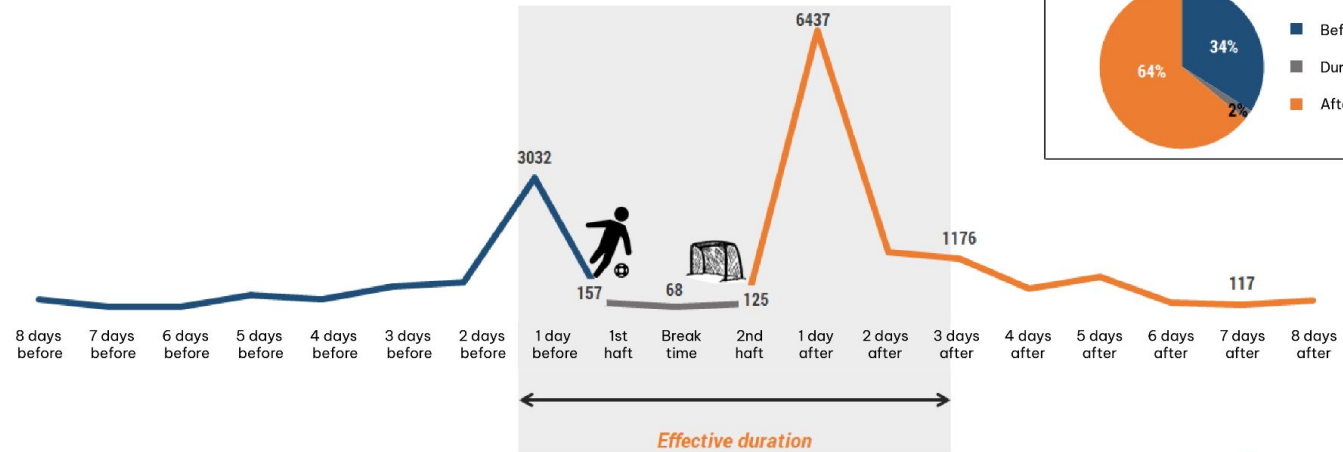 6437
34%
64%
2%
3032
1176
157
68
125
117
8 days before
7 days before
6 days before
5 days before
4 days before
3 days before
2 days before
1 day before
1st haft
Break time
2nd haft
1 day after
2 days after
3 days after
4 days after
5 days after
6 days after
7 days after
8 days after
Effective duration